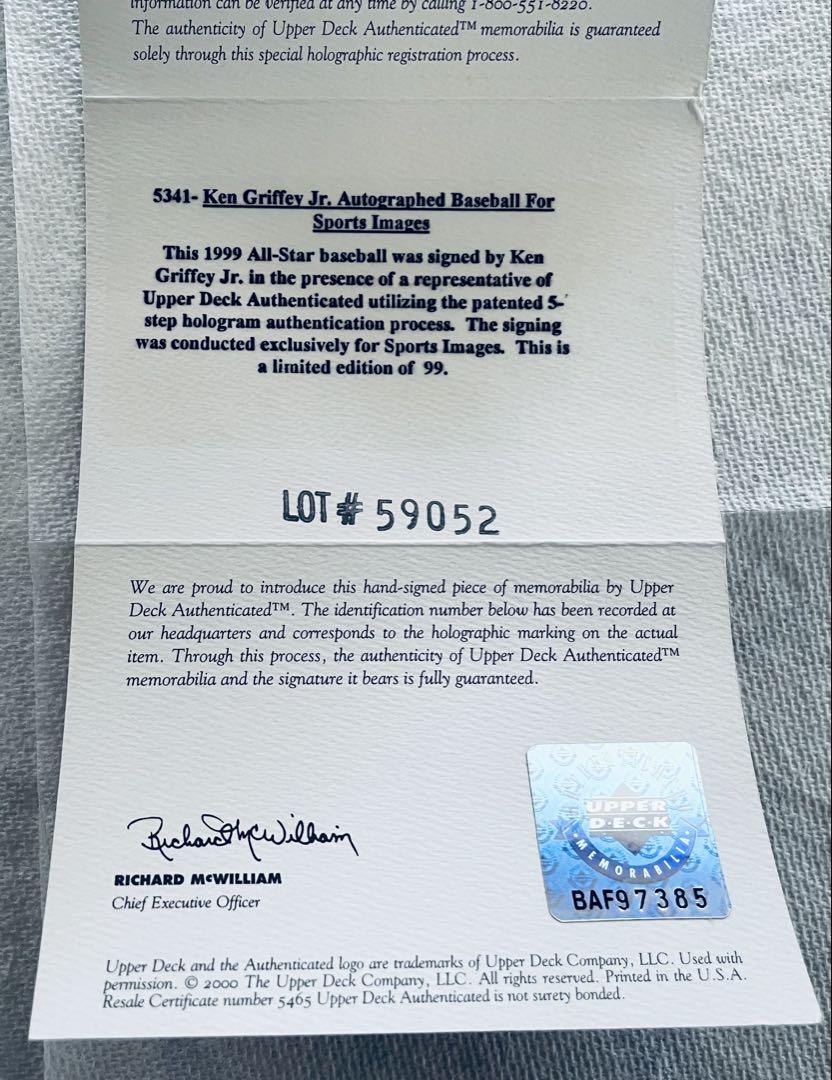 information can be verified at any time by calling 1-800-551-8220.
The authenticity of Upper Deck Authenticated™ memorabilia is guaranteed
solely through this special holographic registration process.
5341- Ken Griffey Jr. Autographed Baseball For
Sports Images
This 1999 All-Star baseball was signed by Ken
Griffey Jr. in the presence of a representative of
Upper Deck Authenticated utilizing the patented 5-
step hologram authentication process. The signing
was conducted exclusively for Sports Images. This is
a limited edition of 99.
LOT # 59052
We are proud to introduce this hand-signed piece of memorabilia by Upper
Deck Authenticated™. The identification number below has been recorded at
our headquarters and corresponds to the holographic marking on the actual
item. Through this process, the authenticity of Upper Deck Authenticated™
memorabilia and the signature it bears is fully guaranteed.
UPPER
D·E·C·K
MEMORABILIA
BAF97385
Richard McWilliam
RICHARD McWILLIAM
Chief Executive Officer
Upper Deck and the Authenticated logo are trademarks of Upper Deck Company, LLC. Used with
permission. © 2000 The Upper Deck Company, LLC. All rights reserved. Printed in the U.S.A.
Resale Certificate number 5465 Upper Deck Authenticated is not surety bonded.